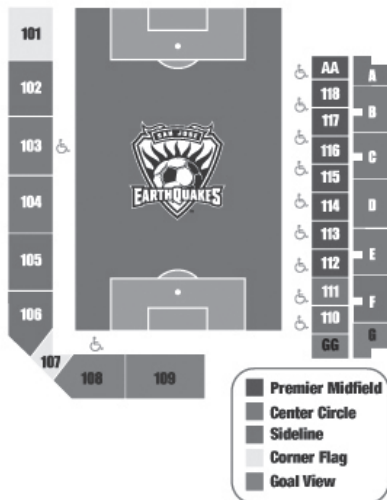 101
102
103
104
105
106
107
108
109
SAN JOSE
EARTHQUAKES
AA
118
117
116
115
114
113
112
111
110
GG
A
B
C
D
E
F
G
Premier Midfield
Center Circle
Sideline
Corner Flag
Goal View